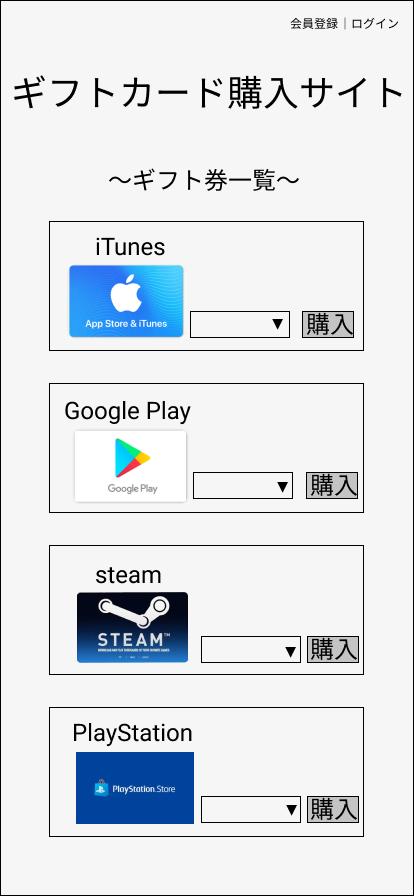 会員登録｜ログイン
ギフトカード購入サイト
～ギフト券一覧～
iTunes
App Store & iTunes
▼
購入
Google Play
Google Play
▼
購入
steam
STEAM™
▼
購入
PlayStation
PlayStation.Store
▼
購入